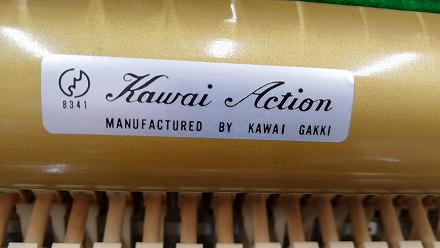 Kawai Action
8341
MANUFACTURED BY KAWAI GAKKI